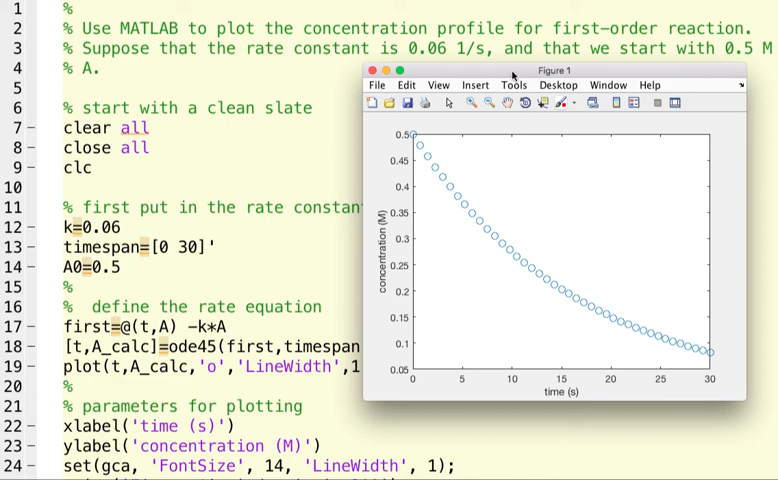 1 %
2 % Use MATLAB to plot the concentration profile for first-order reaction.
3 % Suppose that the rate constant is 0.06 1/s, and that we start with 0.5 M
4 % A.
5
6 % start with a clean slate
7 – clear all
8 – close all
9 – clc
10
11 % first put in the rate constan
12 – k=0.06
13 – timespan=[0 30]'
14 – A0=0.5
15 %
16 %  define the rate equation
17 – first=@(t,A) -k*A
18 – [t,A_calc]=ode45(first,timespan
19 – plot(t,A_calc,'o','LineWidth',1
20 %
21 % parameters for plotting
22 – xlabel('time (s)')
23 – ylabel('concentration (M)')
24 – set(gca, 'FontSize', 14, 'LineWidth', 1);
Figure 1
File Edit View Insert Tools Desktop Window Help
0.5
0.45
0.4
0.35
0.3
0.25
0.2
0.15
0.1
0.05
concentration (M)
0 5 10 15 20 25 30
time (s)